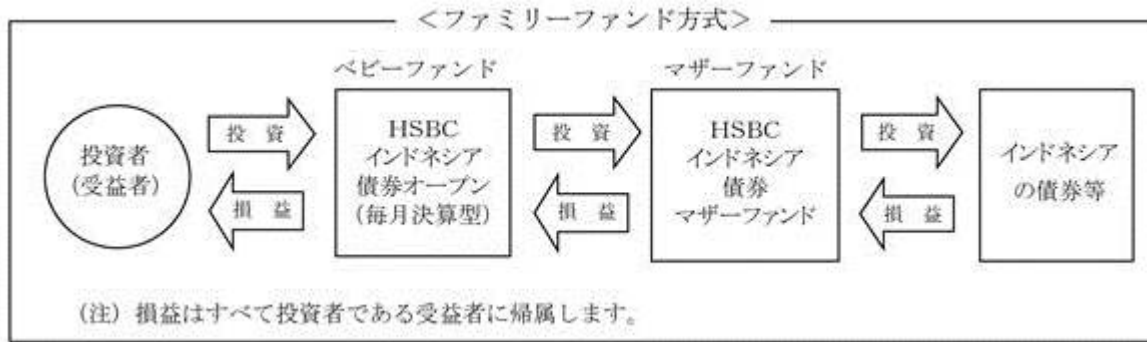 ＜ファミリーファンド方式＞
ベビーファンド
マザーファンド
投資者
（受益者）
投　資
損　益
HSBC
インドネシア
債券オープン
（毎月決算型）
投　資
損　益
HSBC
インドネシア
債券
マザーファンド
投　資
損　益
インドネシア
の債券等
（注）損益はすべて投資者である受益者に帰属します。